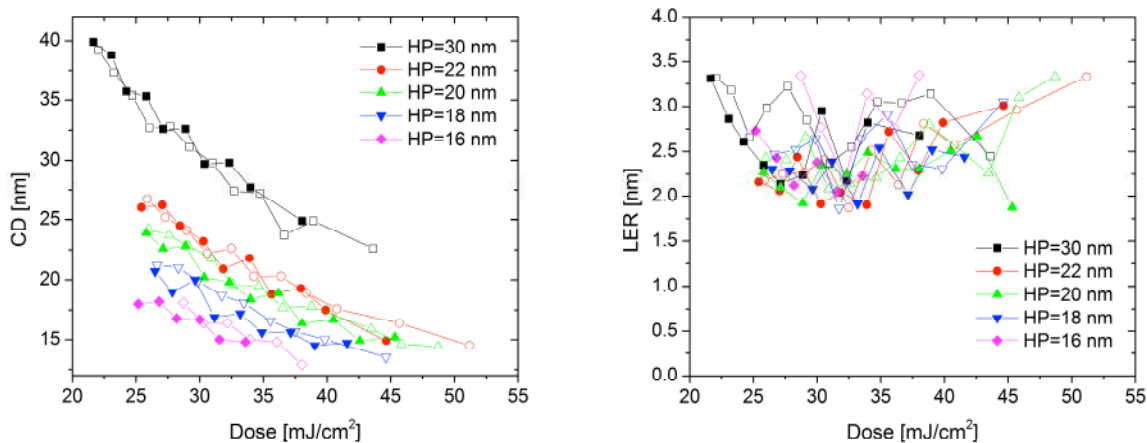 40
35
30
25
20
15
CD [nm]
20 25 30 35 40 45 50 55
Dose [mJ/cm²]
HP=30 nm
HP=22 nm
HP=20 nm
HP=18 nm
HP=16 nm
4.0
3.5
3.0
2.5
2.0
1.5
1.0
0.5
0.0
LER [nm]
20 25 30 35 40 45 50 55
Dose [mJ/cm²]
HP=30 nm
HP=22 nm
HP=20 nm
HP=18 nm
HP=16 nm